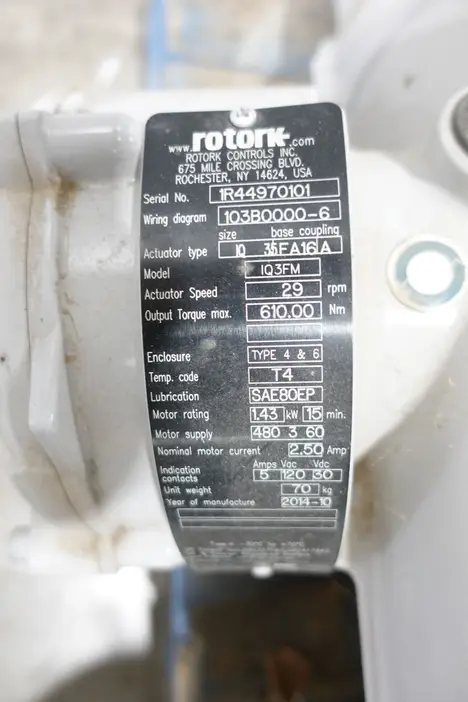 www.rotork.com
ROTORK CONTROLS INC.
675 MILE CROSSING BLVD.
ROCHESTER, NY 14624, USA
Serial No. 1R44970101
Wiring diagram 103B0000-6
size base coupling
Actuator type IQ 35FA16 A
Model IQ3FM
Actuator Speed 29 rpm
Output Torque max. 610.00 Nm
Enclosure TYPE 4 & 6
Temp. code T4
Lubrication SAE80EP
Motor rating 1.43 kW 15 min.
Motor supply 480 3 60
Nominal motor current 2.50 Amp
Amps Vac Vdc
Indication contacts 5 120 30
Unit weight 70 kg
Year of manufacture 2014-10